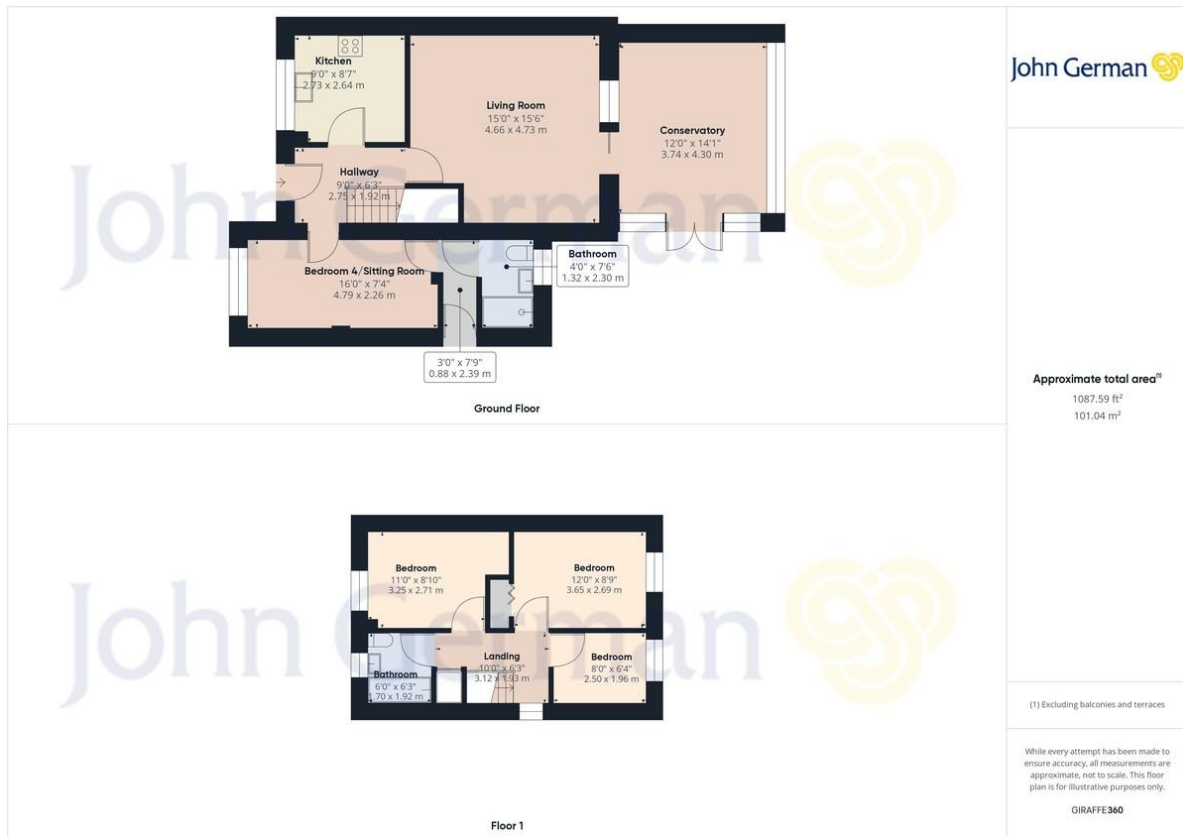 Kitchen
9'0" x 8'7"
2.73 x 2.64 m
Living Room
15'0" x 15'6"
4.66 x 4.73 m
Conservatory
12'0" x 14'1"
3.74 x 4.30 m
Hallway
9'0" x 6'3"
2.75 x 1.92 m
Bedroom 4/Sitting Room
16'0" x 7'4"
4.79 x 2.26 m
Bathroom
4'0" x 7'6"
1.32 x 2.30 m
3'0" x 7'9"
0.88 x 2.39 m
Ground Floor
John German
Bedroom
11'0" x 8'10"
3.25 x 2.71 m
Bedroom
12'0" x 8'9"
3.65 x 2.69 m
Landing
10'0" x 6'3"
3.12 x 1.93 m
Bedroom
8'0" x 6'4"
2.50 x 1.96 m
Bathroom
6'0" x 6'3"
1.70 x 1.92 m
Floor 1
John German
John German
Approximate total area(1)
1087.59 ft²
101.04 m²
(1) Excluding balconies and terraces
While every attempt has been made to
ensure accuracy, all measurements are
approximate, not to scale. This floor
plan is for illustrative purposes only.
GIRAFFE360